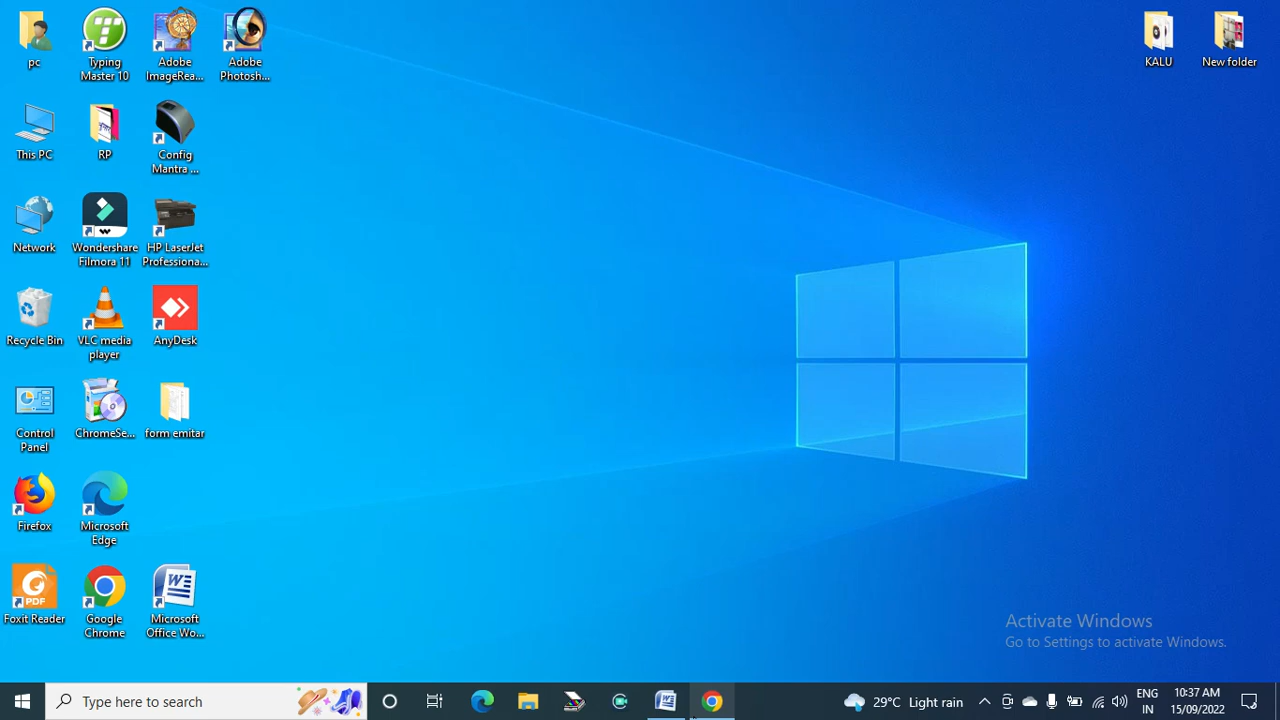 pc
Typing
Master 10
Adobe
ImageRea...
Adobe
Photosh...
KALU
New folder
This PC
RP
Config
Mantra ...
Network
Wondershare
Filmora 11
HP LaserJet
Professiona...
Recycle Bin
VLC media
player
AnyDesk
Control
Panel
ChromeSe...
form emitar
Firefox
Microsoft
Edge
PDF
Foxit Reader
Google
Chrome
Microsoft
Office Wo...
Activate Windows
Go to Settings to activate Windows.
Type here to search
29°C Light rain
ENG
IN
10:37 AM
15/09/2022